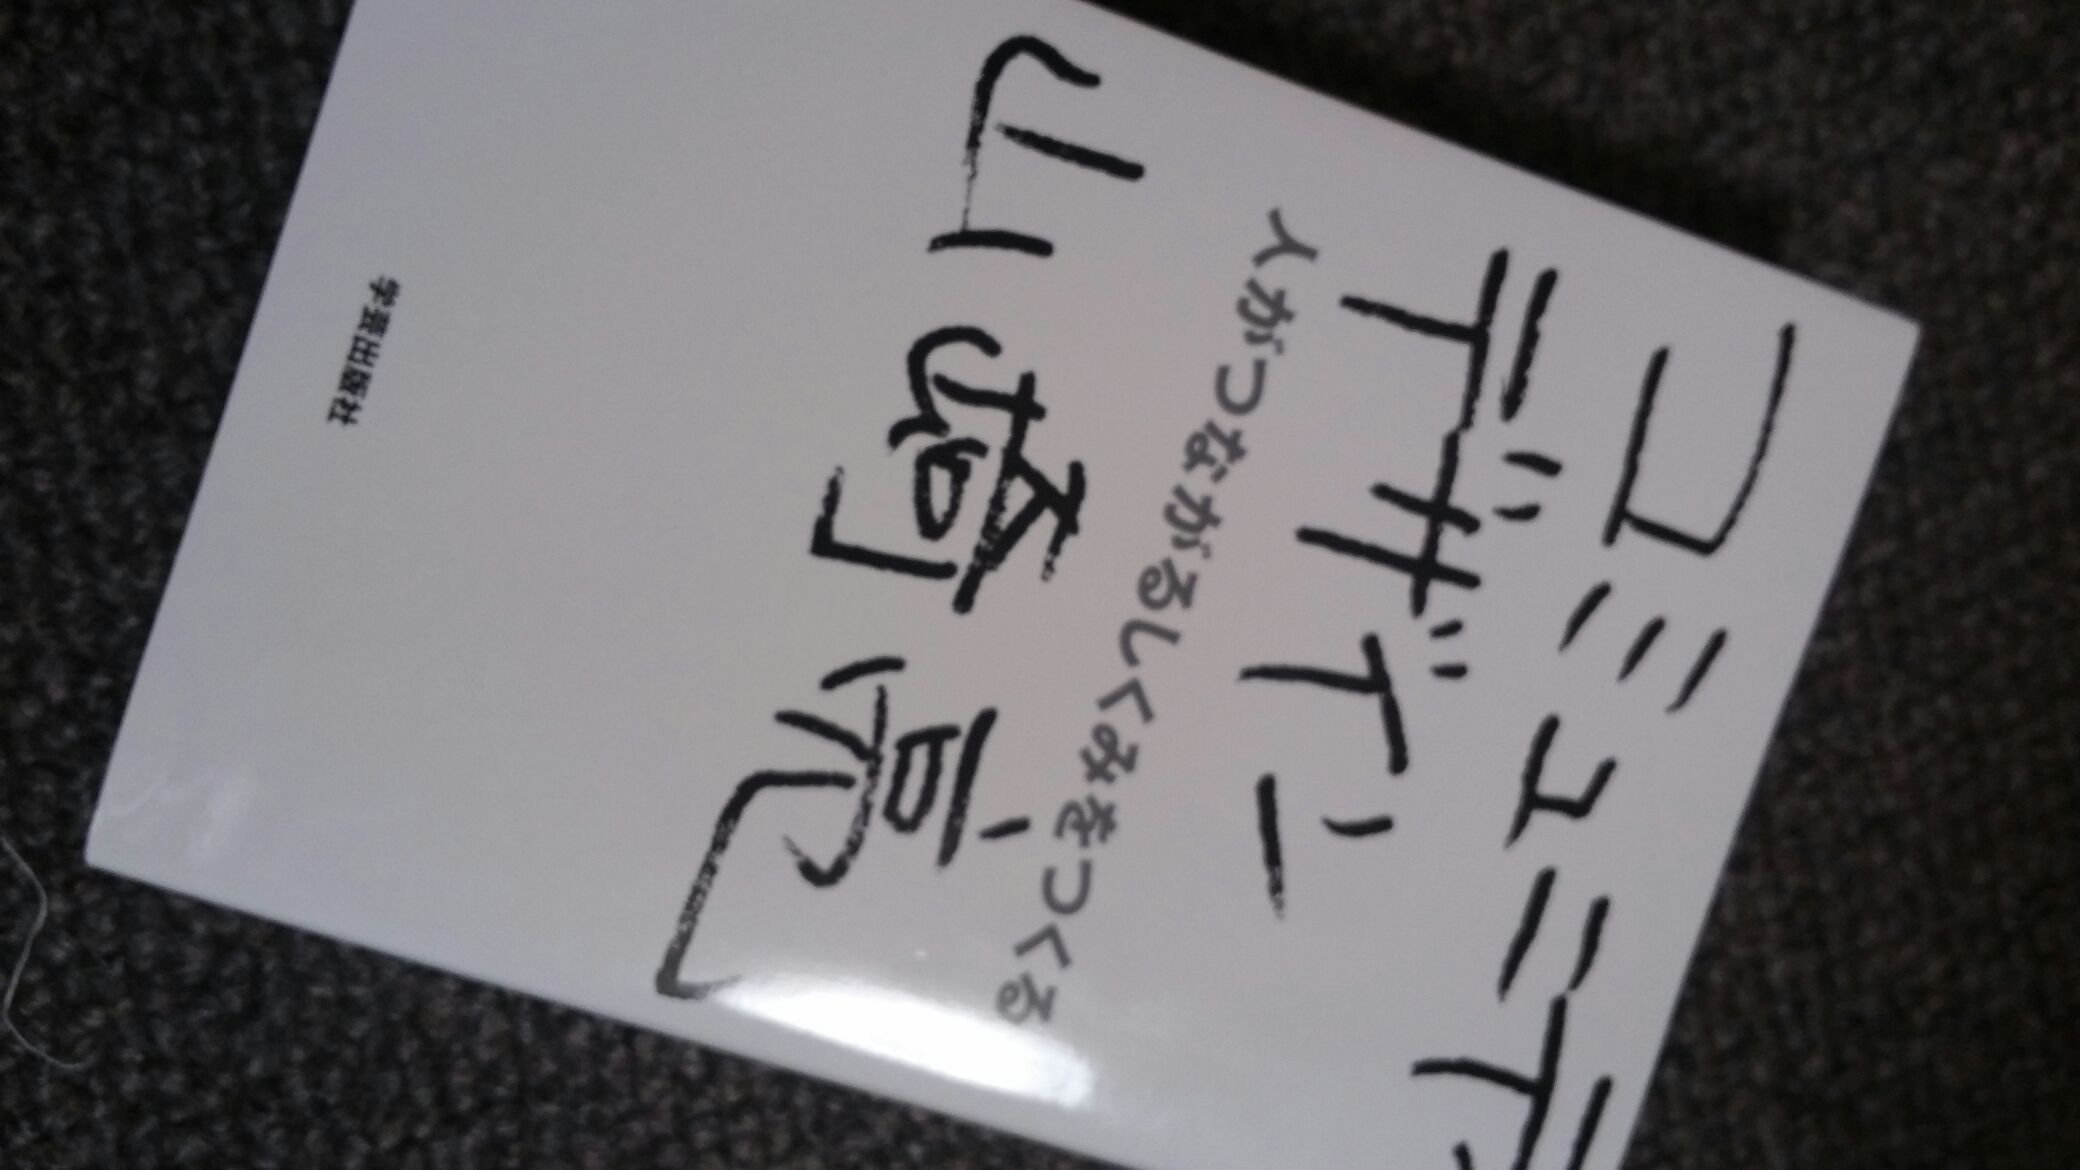 コミュニティ
デザイン
人がつながるしくみをつくる
山崎亮
学芸出版社